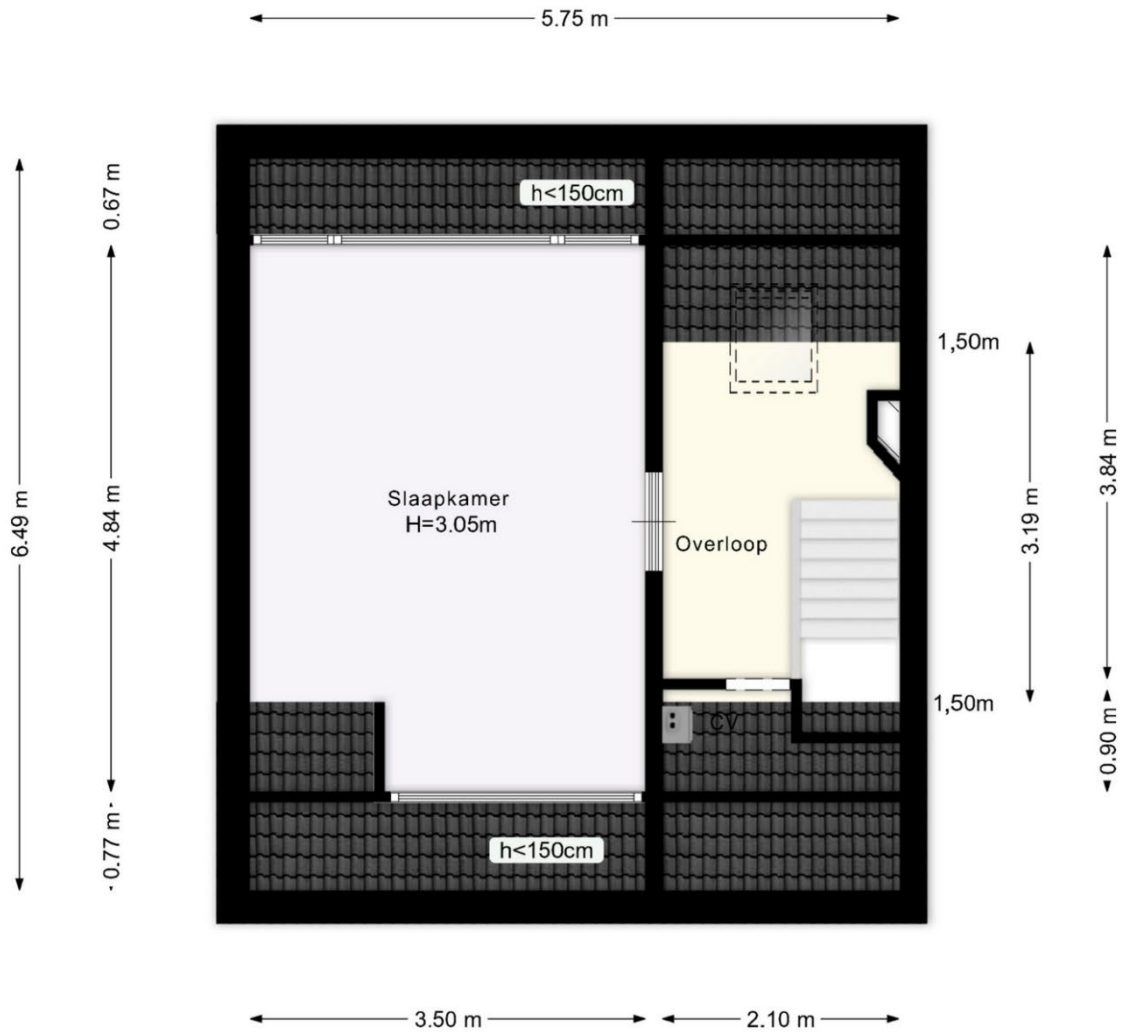 5.75 m
0.67 m
h<150cm
1,50m
Slaapkamer
H=3.05m
Overloop
6.49 m
4.84 m
3.19 m
3.84 m
CV
1,50m
0.90 m
0.77 m
h<150cm
3.50 m
2.10 m